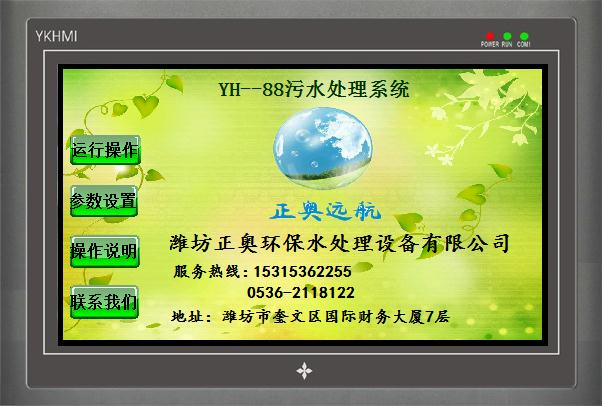 YKHMI
POWER RUN COM1
YH--88污水处理系统
运行操作
参数设置
操作说明
联系我们
正奥远航
潍坊正奥环保水处理设备有限公司
服务热线：15315362255
0536-2118122
地址：潍坊市奎文区国际财务大厦7层